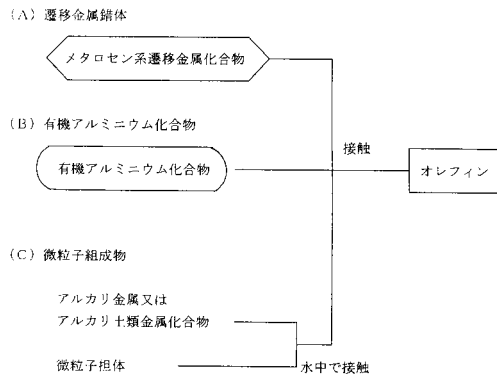 (A) 遷移金属錯体
メタロセン系遷移金属化合物
(B) 有機アルミニウム化合物
接触
有機アルミニウム化合物
オレフィン
(C) 微粒子組成物
アルカリ金属又は
アルカリ土類金属化合物
微粒子担体
水中で接触